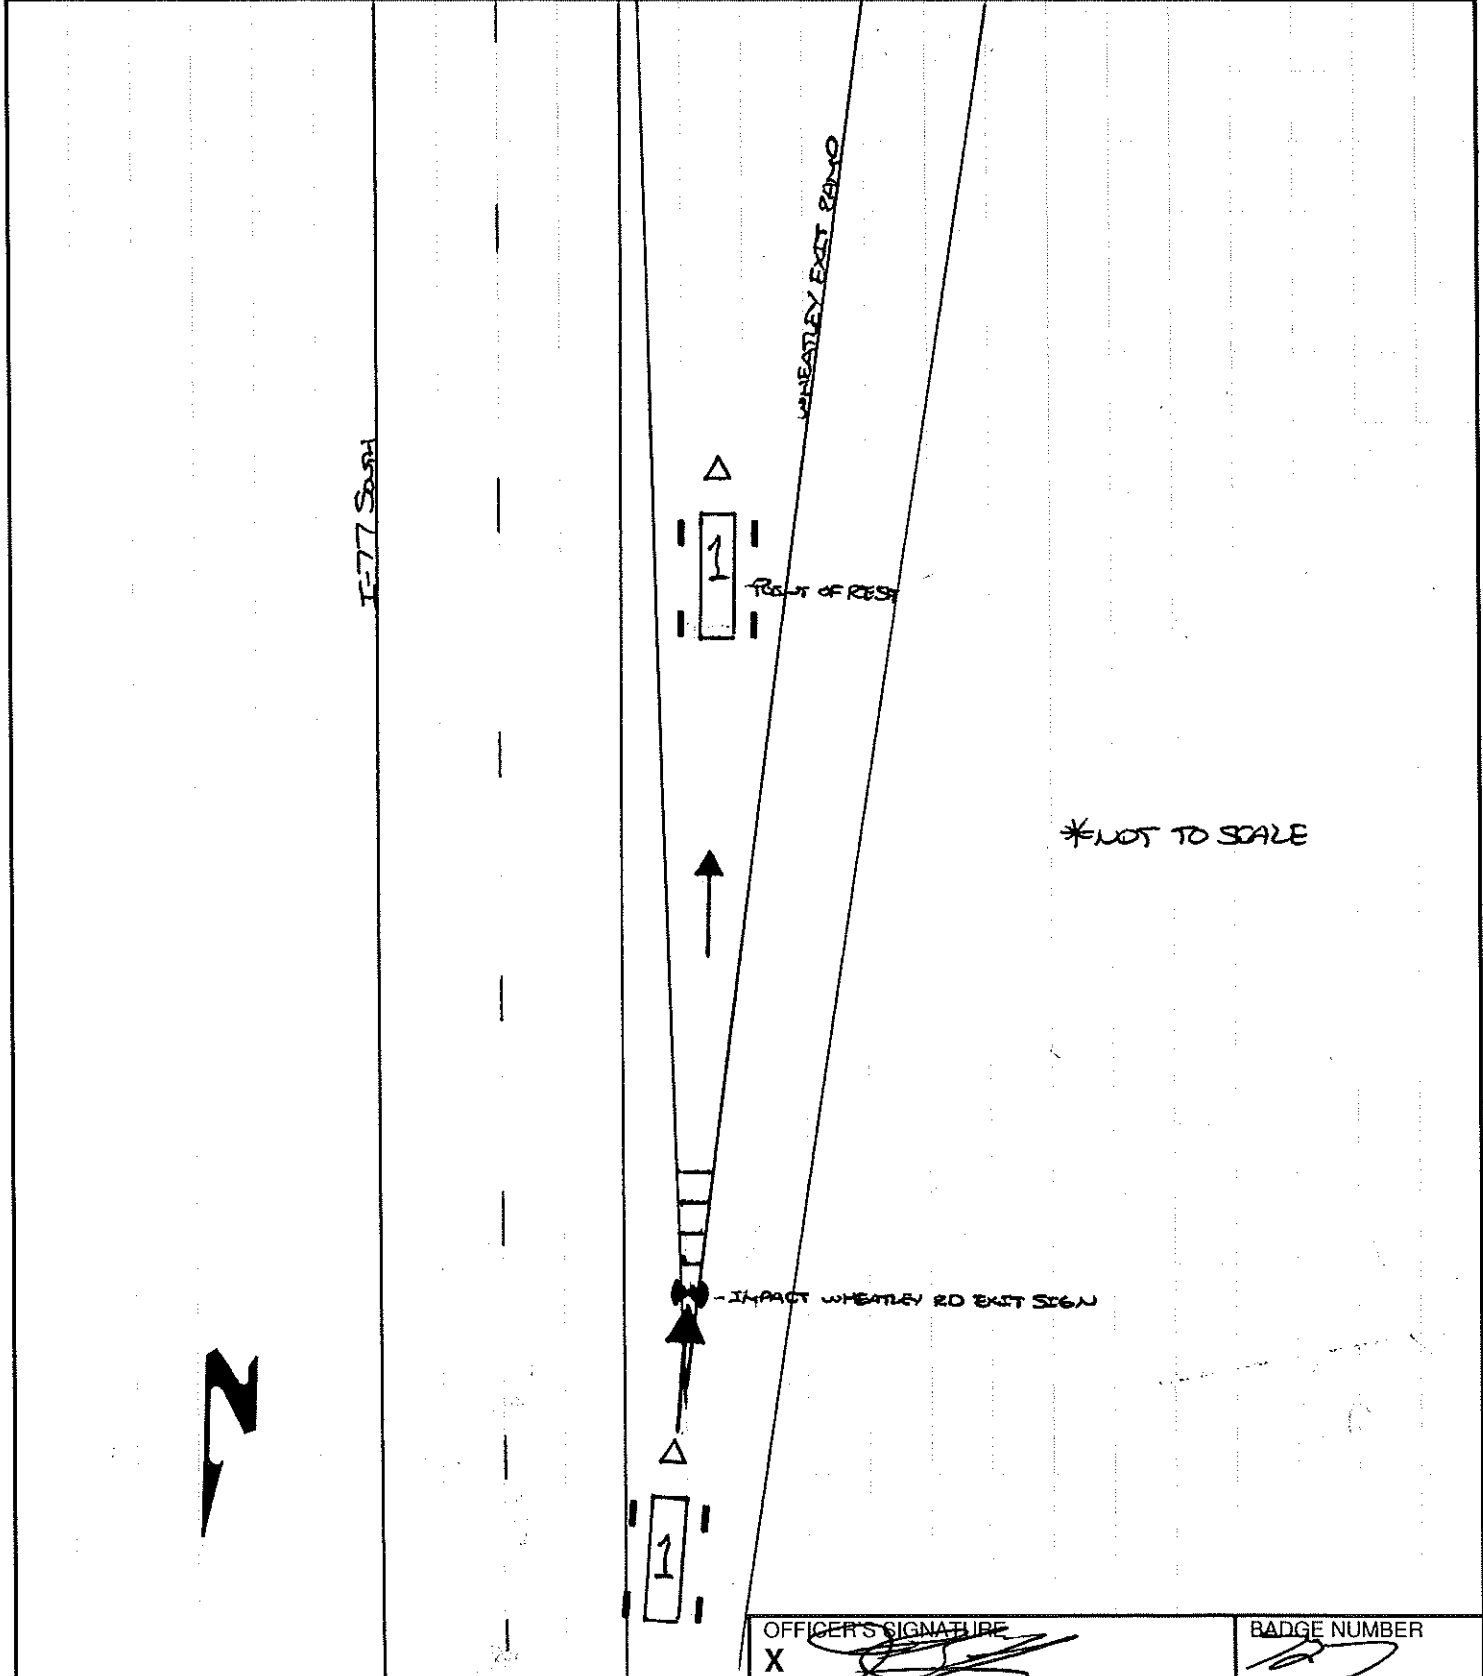 WHEATLEY EXIT RAMP
I-77 South
1
POINT OF REST
*NOT TO SCALE
-IMPACT WHEATLEY RD EXIT SIGN
N
1
OFFICER'S SIGNATURE
BADGE NUMBER
X